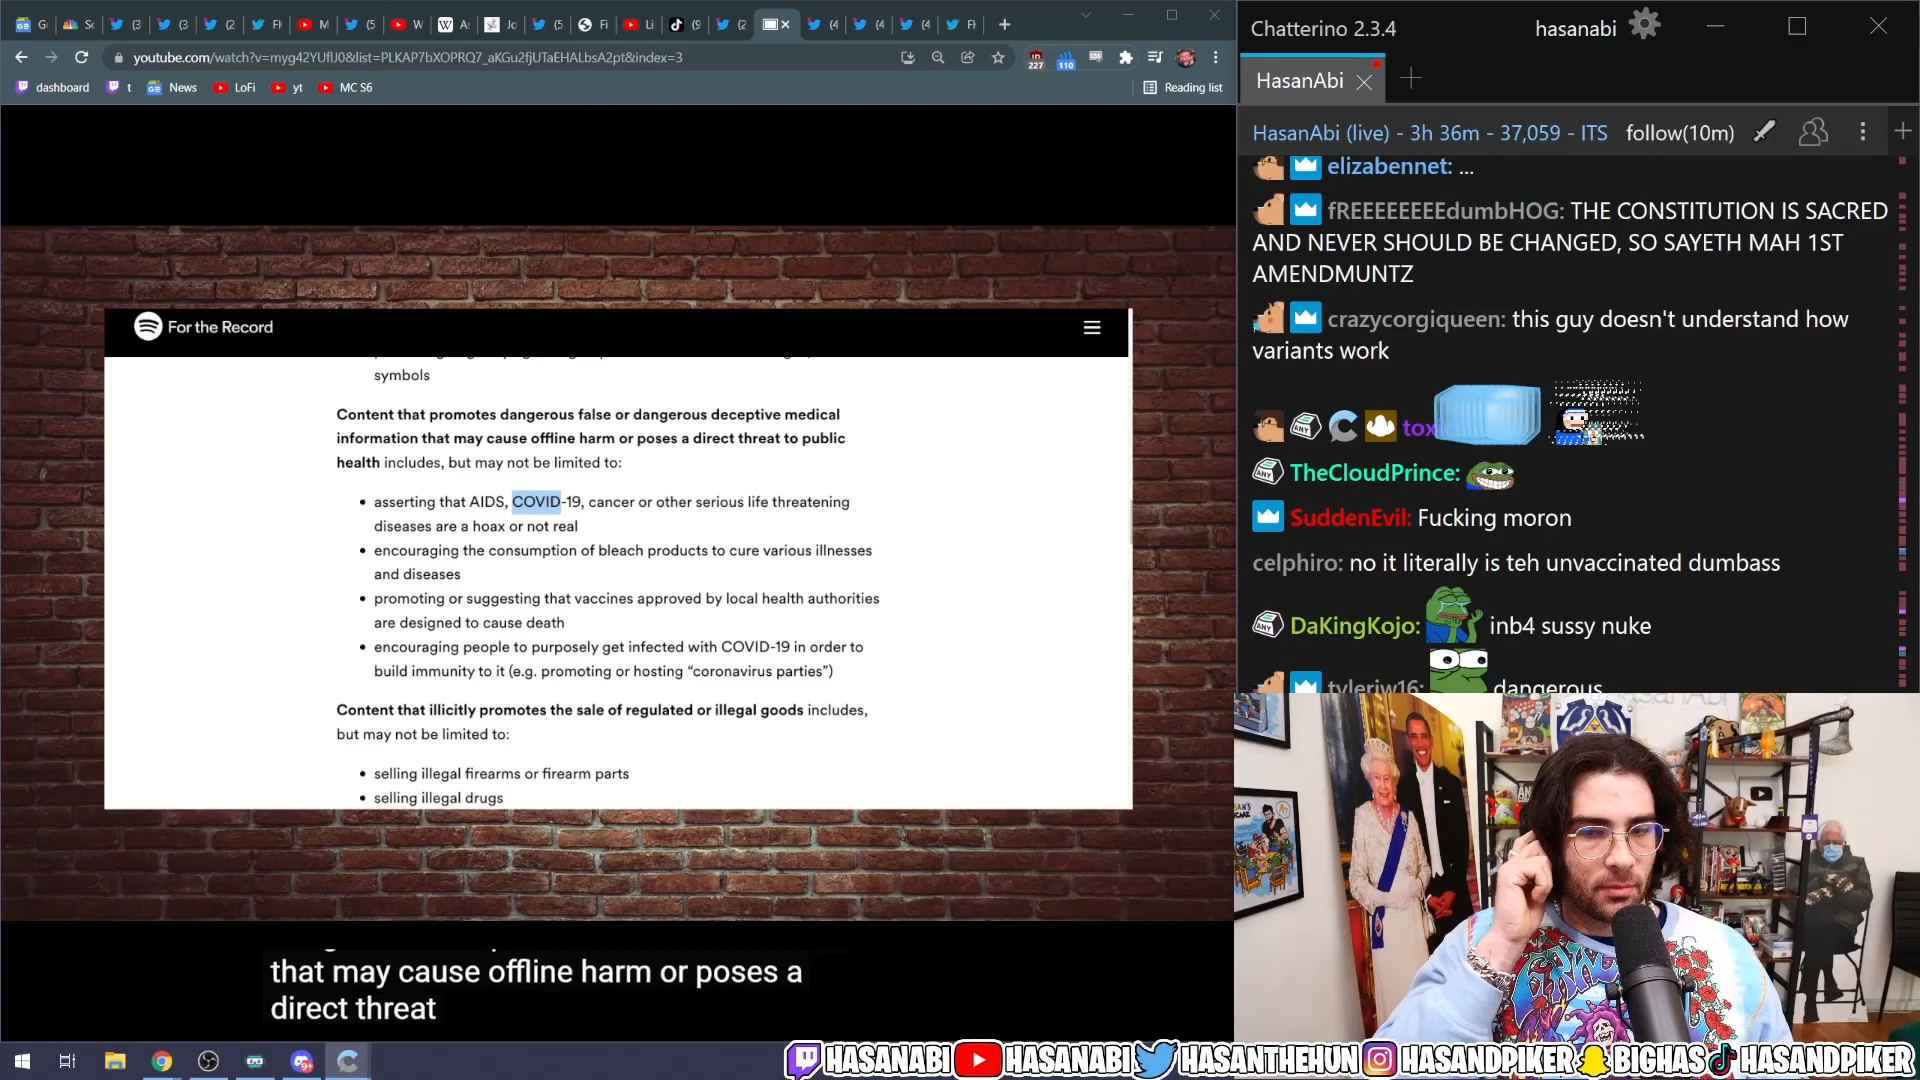 youtube.com/watch?v=myg42YUflJ0&list=PLKAP7bXOPRQ7_aKGu2fjUTaEHALbsA2pt&index=3
227
110
dashboard
t
News
LoFi
yt
MC S6
Reading list
For the Record
symbols
Content that promotes dangerous false or dangerous deceptive medical
information that may cause offline harm or poses a direct threat to public
health includes, but may not be limited to:
• asserting that AIDS, COVID-19, cancer or other serious life threatening
diseases are a hoax or not real
• encouraging the consumption of bleach products to cure various illnesses
and diseases
• promoting or suggesting that vaccines approved by local health authorities
are designed to cause death
• encouraging people to purposely get infected with COVID-19 in order to
build immunity to it (e.g. promoting or hosting “coronavirus parties”)
Content that illicitly promotes the sale of regulated or illegal goods includes,
but may not be limited to:
• selling illegal firearms or firearm parts
• selling illegal drugs
that may cause offline harm or poses a
direct threat
Chatterino 2.3.4
hasanabi
HasanAbi
HasanAbi (live) - 3h 36m - 37,059 - ITS
follow(10m)
elizabennet: ...
fREEEEEEEdumbHOG: THE CONSTITUTION IS SACRED
AND NEVER SHOULD BE CHANGED, SO SAYETH MAH 1ST
AMENDMUNTZ
crazycorgiqueen: this guy doesn't understand how
variants work
tox
TheCloudPrince:
SuddenEvil: Fucking moron
celphiro: no it literally is teh unvaccinated dumbass
DaKingKojo: inb4 sussy nuke
tyleriw16: dangerous
HASANABI HASANABI HASANTHEHUN HASANDPIKER BIGHAS HASANDPIKER